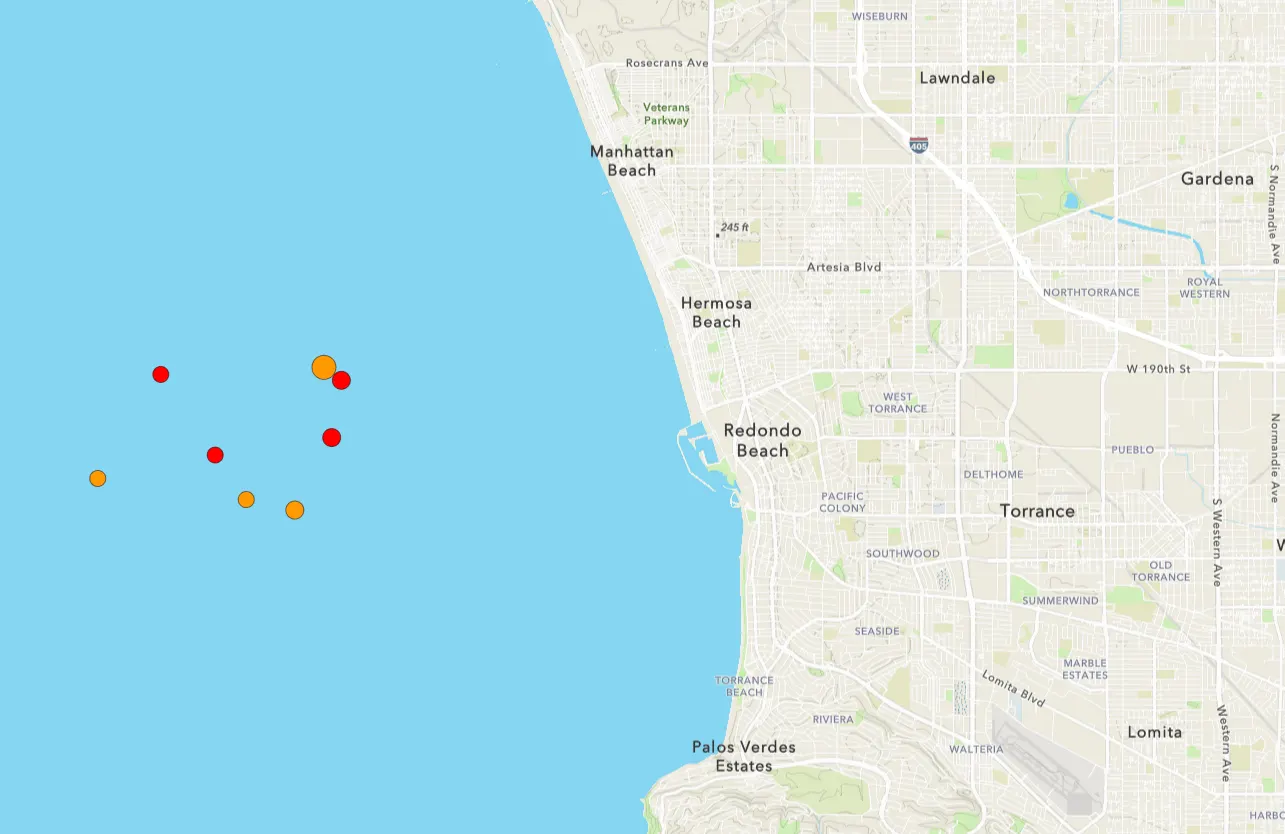 WISEBURN
Rosecrans Ave
Lawndale
Veterans
Parkway
405
Manhattan
Beach
Gardena
S Normandie Ave
245 ft
Artesia Blvd
ROYAL
WESTERN
NORTHTORRANCE
Hermosa
Beach
W 190th St
WEST
TORRANCE
Redondo
Beach
PUEBLO
Normandie Ave
DELTHOME
PACIFIC
COLONY
Torrance
S Western Ave
W
SOUTHWOOD
OLD
TORRANCE
SUMMERWIND
SEASIDE
MARBLE
ESTATES
TORRANCE
BEACH
Lomita Blvd
RIVIERA
Western Ave
Lomita
Palos Verdes
Estates
WALTERIA
HARBO